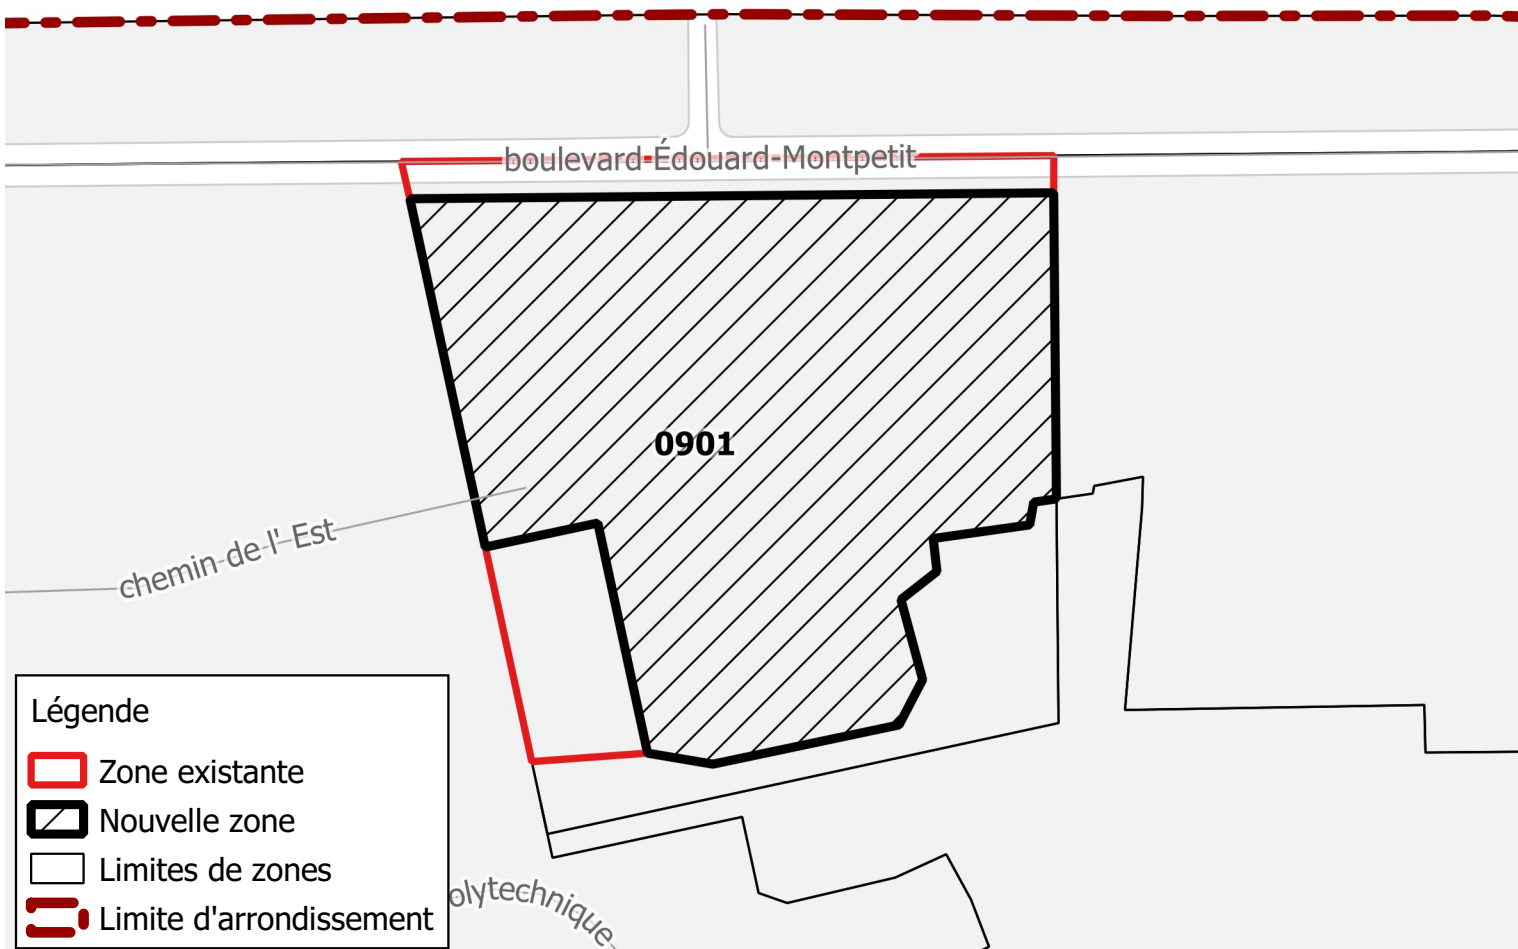 boulevard-Édouard-Montpetit
0901
chemin-de-l' Est
Légende
Zone existante
Nouvelle zone
Limites de zones
Limite d'arrondissement
olytechnique